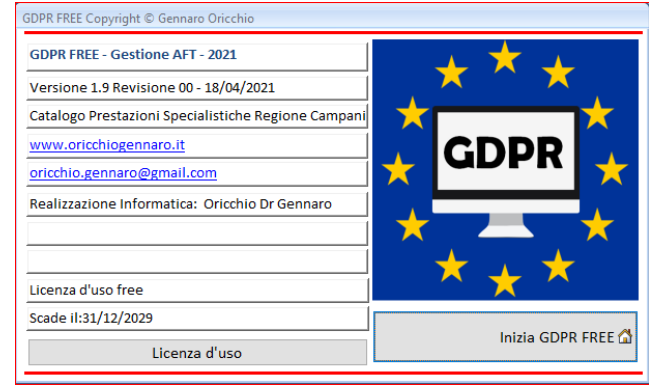 GDPR FREE Copyright © Gennaro Oricchio
GDPR FREE - Gestione AFT - 2021
Versione 1.9 Revisione 00 - 18/04/2021
Catalogo Prestazioni Specialistiche Regione Campani
www.oricchiogennaro.it
oricchio.gennaro@gmail.com
Realizzazione Informatica: Oricchio Dr Gennaro
Licenza d'uso free
Scade il:31/12/2029
Licenza d'uso
GDPR
Inizia GDPR FREE